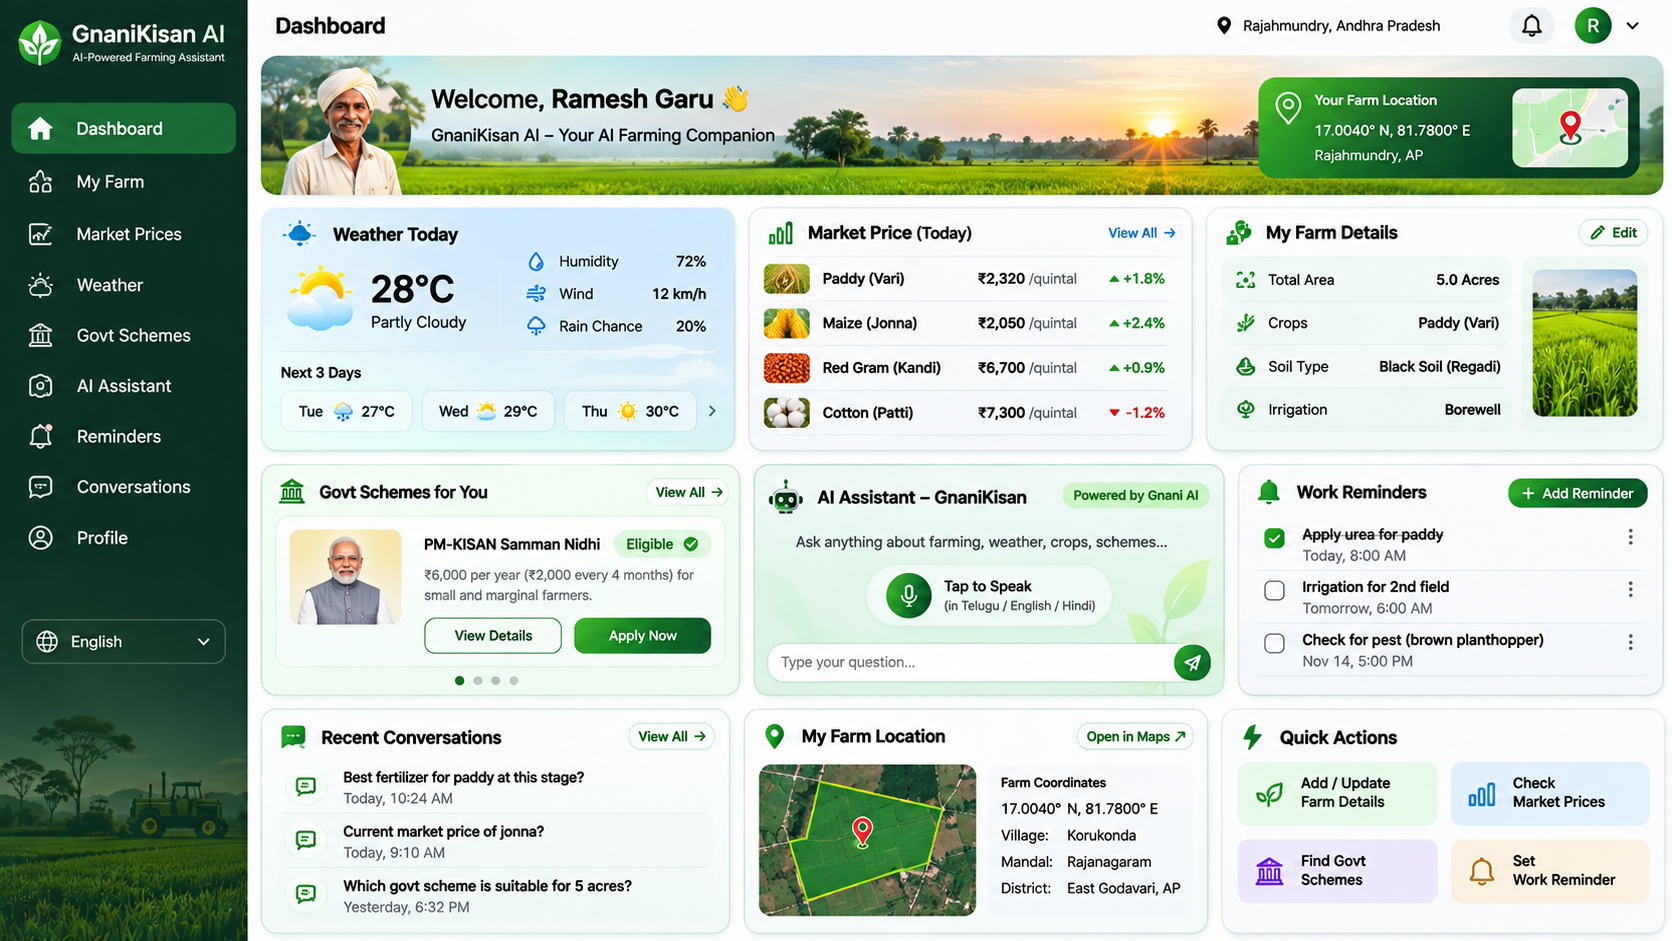 GnaniKisan AI
AI-Powered Farming Assistant
Dashboard
My Farm
Market Prices
Weather
Govt Schemes
AI Assistant
Reminders
Conversations
Profile
English
Dashboard
Rajahmundry, Andhra Pradesh
R
Welcome, Ramesh Garu 👋
GnaniKisan AI – Your AI Farming Companion
Your Farm Location
17.0040° N, 81.7800° E
Rajahmundry, AP
Weather Today
28°C
Partly Cloudy
Humidity 72%
Wind 12 km/h
Rain Chance 20%
Next 3 Days
Tue 27°C
Wed 29°C
Thu 30°C
Market Price (Today)
View All →
Paddy (Vari) ₹2,320 /quintal ▲ +1.8%
Maize (Jonna) ₹2,050 /quintal ▲ +2.4%
Red Gram (Kandi) ₹6,700 /quintal ▲ +0.9%
Cotton (Patti) ₹7,300 /quintal ▼ -1.2%
My Farm Details
Edit
Total Area 5.0 Acres
Crops Paddy (Vari)
Soil Type Black Soil (Regadi)
Irrigation Borewell
Govt Schemes for You
View All →
PM-KISAN Samman Nidhi
Eligible
₹6,000 per year (₹2,000 every 4 months) for
small and marginal farmers.
View Details
Apply Now
AI Assistant – GnaniKisan
Powered by Gnani AI
Ask anything about farming, weather, crops, schemes...
Tap to Speak
(in Telugu / English / Hindi)
Type your question...
Work Reminders
+ Add Reminder
Apply urea for paddy
Today, 8:00 AM
Irrigation for 2nd field
Tomorrow, 6:00 AM
Check for pest (brown planthopper)
Nov 14, 5:00 PM
Recent Conversations
View All →
Best fertilizer for paddy at this stage?
Today, 10:24 AM
Current market price of jonna?
Today, 9:10 AM
Which govt scheme is suitable for 5 acres?
Yesterday, 6:32 PM
My Farm Location
Open in Maps ↗
Farm Coordinates
17.0040° N, 81.7800° E
Village: Korukonda
Mandal: Rajanagaram
District: East Godavari, AP
Quick Actions
Add / Update
Farm Details
Check
Market Prices
Find Govt
Schemes
Set
Work Reminder